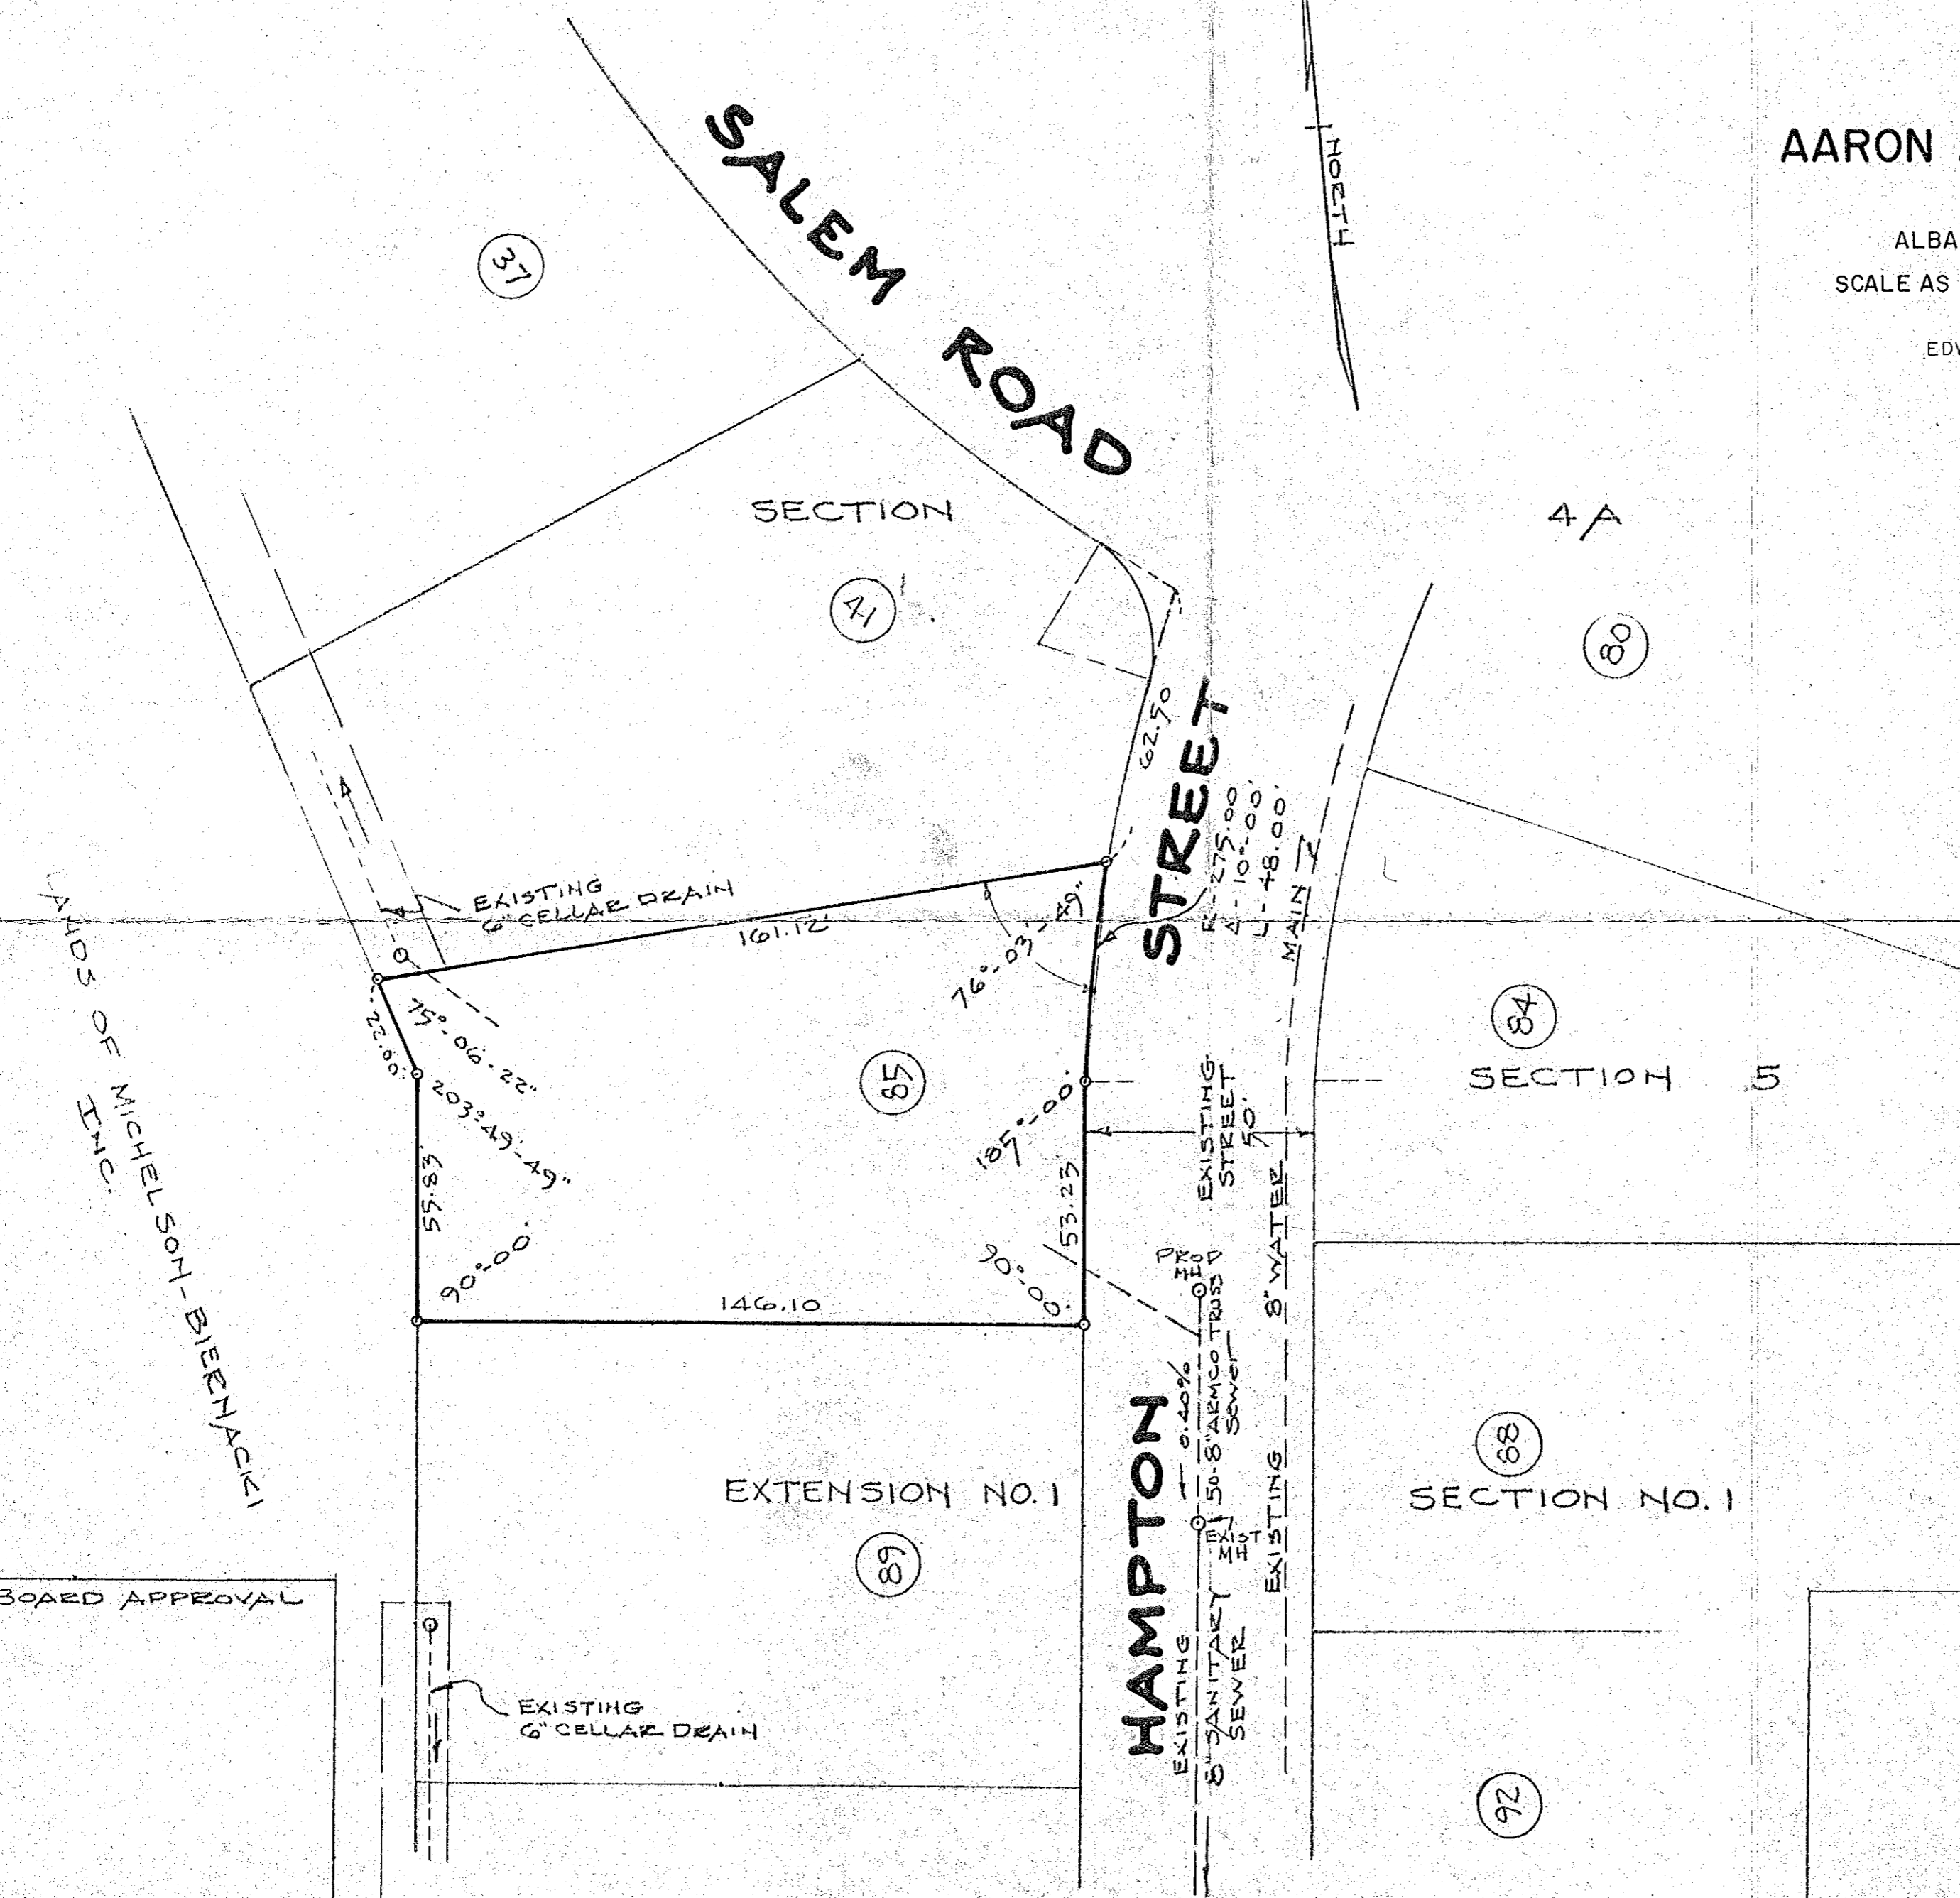 SALEM ROAD
NORTH
AARON
ALBA
SCALE AS
EDW
37
SECTION
4A
41
80
62.50
STREET
R-275.00
Δ-10°-00'
L-48.00'
MAIN
EXISTING
6" CELLAR DRAIN
161.12'
76°-03'-49"
LANDS OF MICHELSON-BIERNACKI
INC.
22.00'
75°-06'-22"
203°-49'-49"
85
84
SECTION 5
185°-00'
EXISTING
STREET
50'
55.83'
53.23'
90°-00'
90°-00'
146.10
PROP
MH
8" WATER
0.40%
150-8" ARMCO TRUSS
Sewer
HAMPTON
EXTENSION NO. 1
88
SECTION NO. 1
EXIST
MH
EXISTING
89
BOARD APPROVAL
EXISTING
8" SANITARY
SEWER
EXISTING
6" CELLAR DRAIN
92